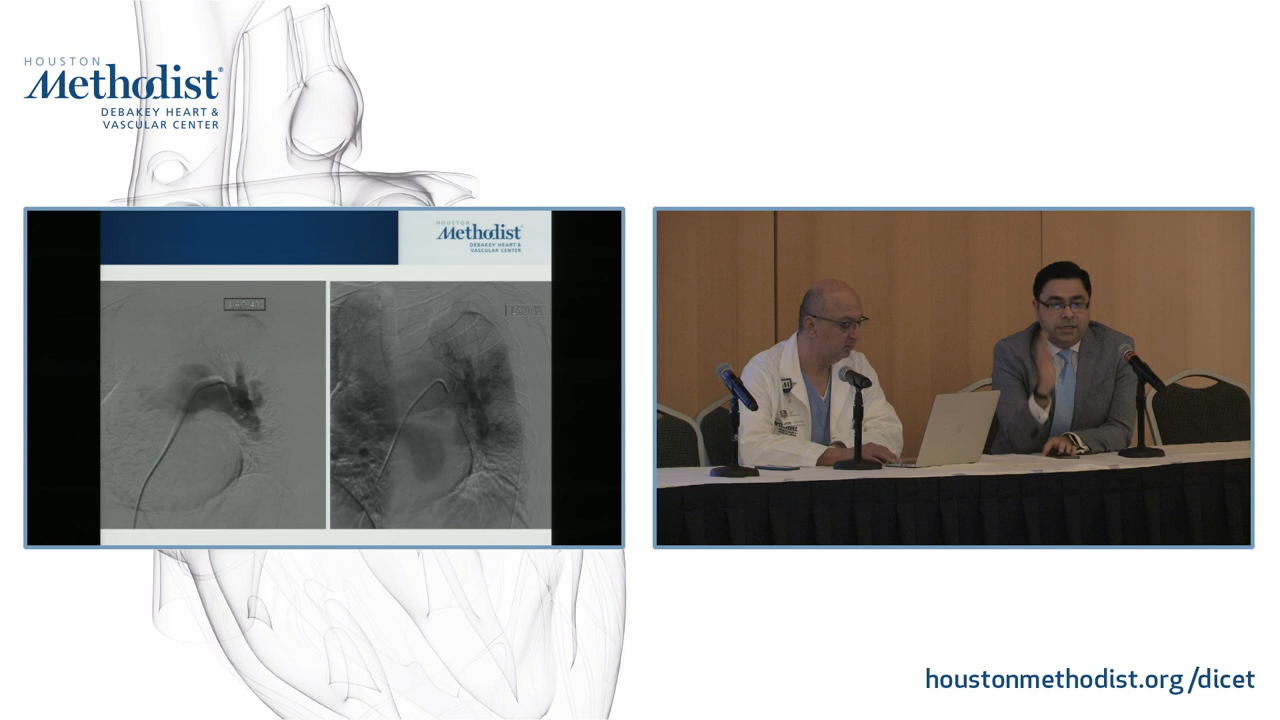 HOUSTON
Methodist®
DEBAKEY HEART &
VASCULAR CENTER
HOUSTON
Methodist
DEBAKEY HEART &
VASCULAR CENTER
houstonmethodist.org/dicet